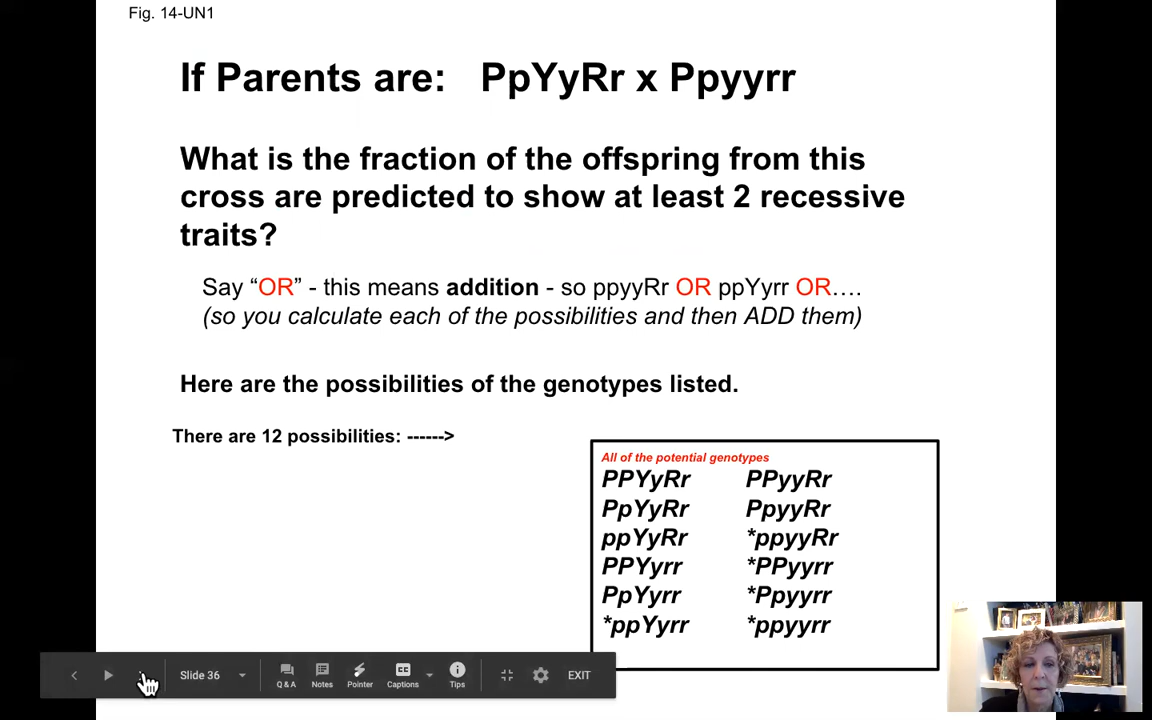 Fig. 14-UN1
If Parents are: PpYyRr x Ppyyrr
What is the fraction of the offspring from this
cross are predicted to show at least 2 recessive
traits?
Say “OR” - this means addition - so ppyyRr OR ppYyrr OR….
(so you calculate each of the possibilities and then ADD them)
Here are the possibilities of the genotypes listed.
There are 12 possibilities: ------>
All of the potential genotypes
PPYyRr PPyyRr
PpYyRr PpyyRr
ppYyRr *ppyyRr
PPYyrr *PPyyrr
PpYyrr *Ppyyrr
*ppYyrr *ppyyrr
Slide 36
Q & A
Notes
Pointer
Captions
Tips
EXIT